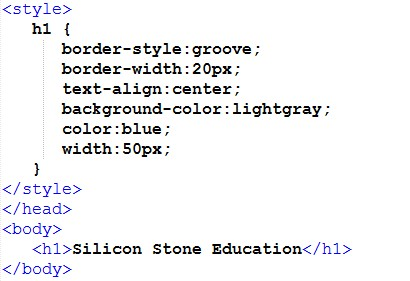 <style>
h1 {
border-style:groove;
border-width:20px;
text-align:center;
background-color:lightgray;
color:blue;
width:50px;
}
</style>
</head>
<body>
<h1>Silicon Stone Education</h1>
</body>